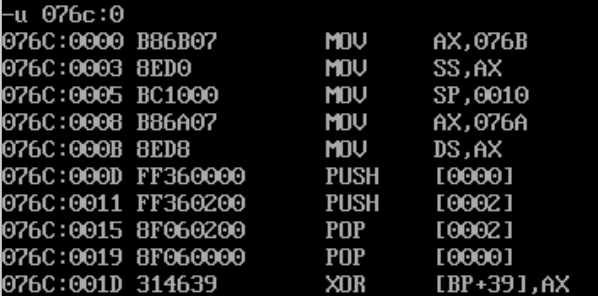 -u 076c:0
076C:0000 B86B07 MOV AX,076B
076C:0003 8ED0 MOV SS,AX
076C:0005 BC1000 MOV SP,0010
076C:0008 B86A07 MOV AX,076A
076C:000B 8ED8 MOV DS,AX
076C:000D FF360000 PUSH [0000]
076C:0011 FF360200 PUSH [0002]
076C:0015 8F060200 POP [0002]
076C:0019 8F060000 POP [0000]
076C:001D 314639 XOR [BP+39],AX